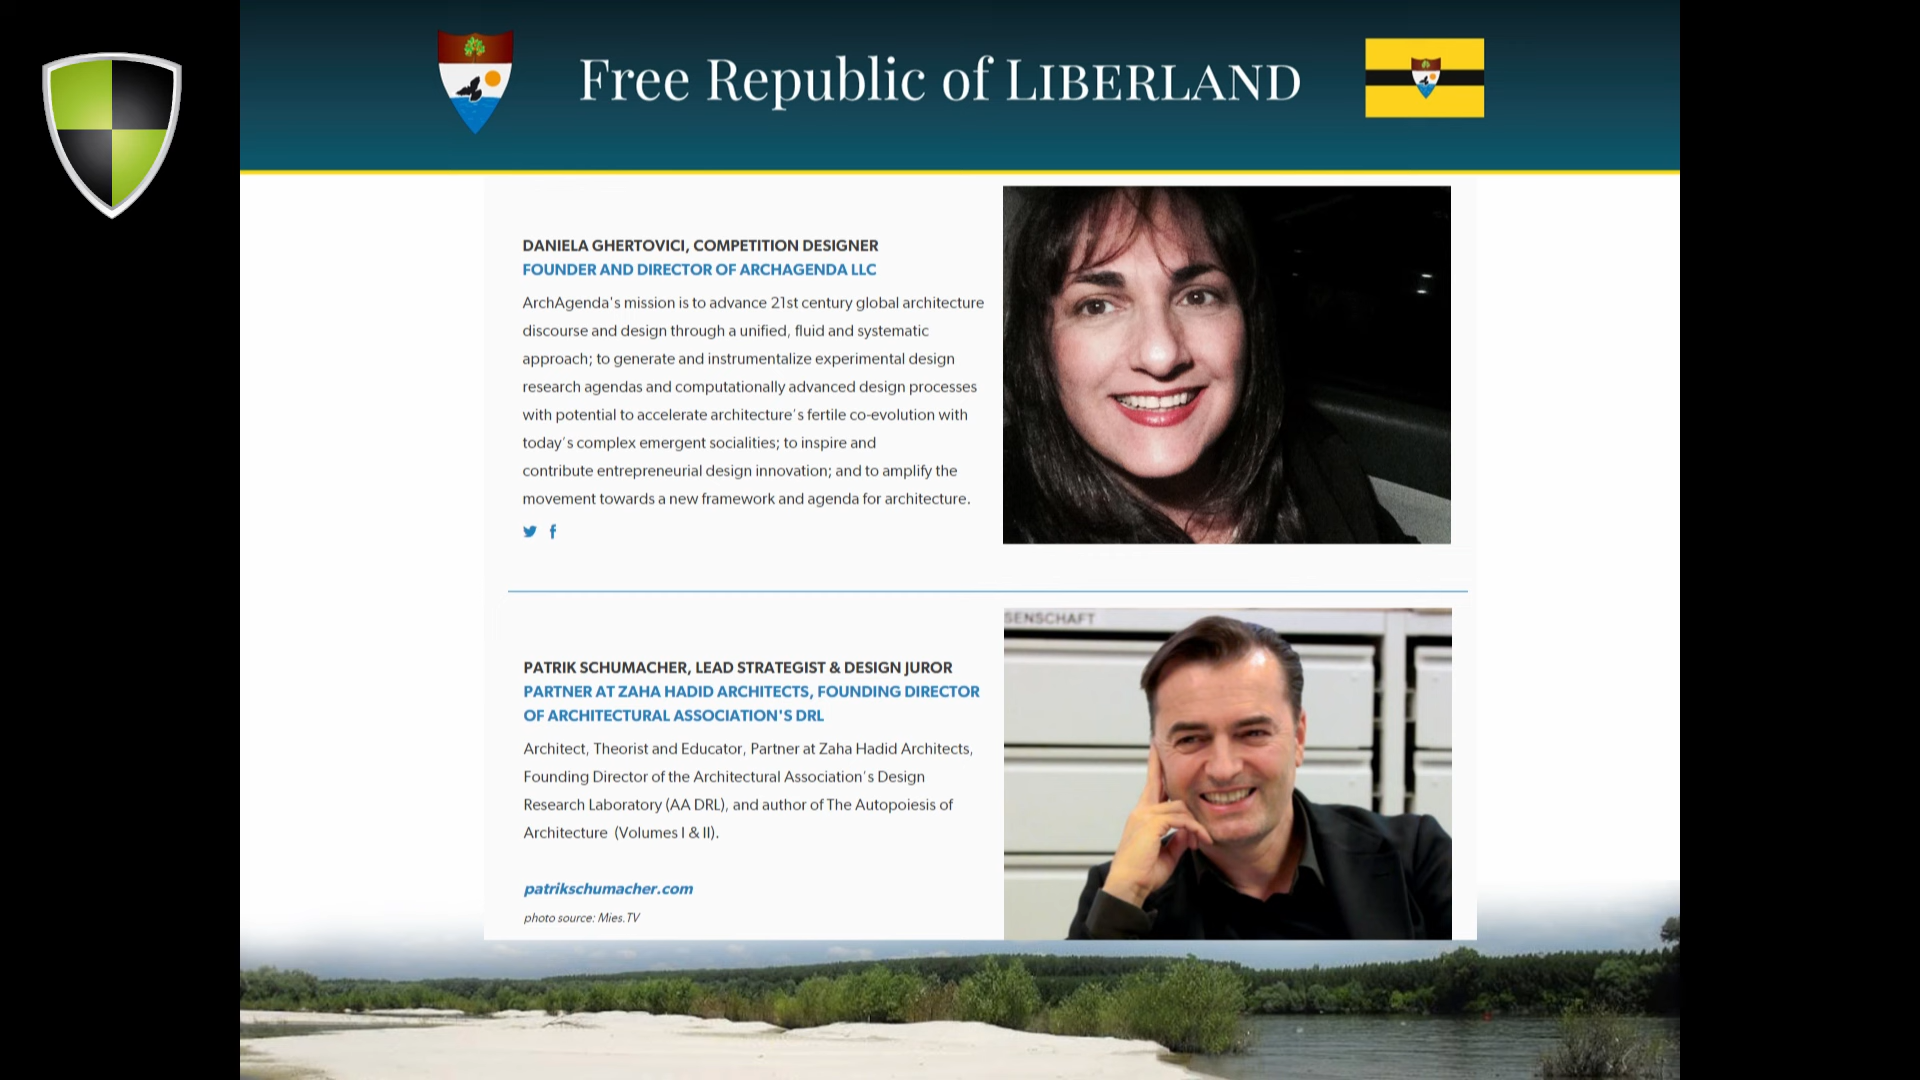 Free Republic of LIBERLAND
DANIELA GHERTOVICI, COMPETITION DESIGNER
FOUNDER AND DIRECTOR OF ARCHAGENDA LLC
ArchAgenda's mission is to advance 21st century global architecture
discourse and design through a unified, fluid and systematic
approach; to generate and instrumentalize experimental design
research agendas and computationally advanced design processes
with potential to accelerate architecture's fertile co-evolution with
today's complex emergent socialities; to inspire and
contribute entrepreneurial design innovation; and to amplify the
movement towards a new framework and agenda for architecture.
SENSCHAFT
PATRIK SCHUMACHER, LEAD STRATEGIST & DESIGN JUROR
PARTNER AT ZAHA HADID ARCHITECTS, FOUNDING DIRECTOR
OF ARCHITECTURAL ASSOCIATION'S DRL
Architect, Theorist and Educator, Partner at Zaha Hadid Architects,
Founding Director of the Architectural Association's Design
Research Laboratory (AA DRL), and author of The Autopoiesis of
Architecture (Volumes I & II).
patrikschumacher.com
photo source: Mies.TV